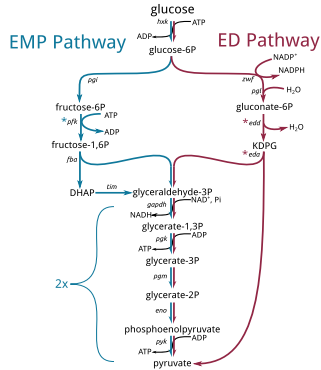 glucose
hxk
ATP
ADP
glucose-6P
EMP Pathway
ED Pathway
NADP⁺
NADPH
zwf
pgi
pgl
H₂O
fructose-6P
gluconate-6P
*pfk
ATP
ADP
*edd
H₂O
fructose-1,6P
KDPG
fba
*eda
DHAP
tim
glyceraldehyde-3P
gapdh
NAD⁺, Pi
NADH
glycerate-1,3P
pgk
ADP
ATP
glycerate-3P
pgm
2x
glycerate-2P
eno
phosphoenolpyruvate
pyk
ADP
ATP
pyruvate